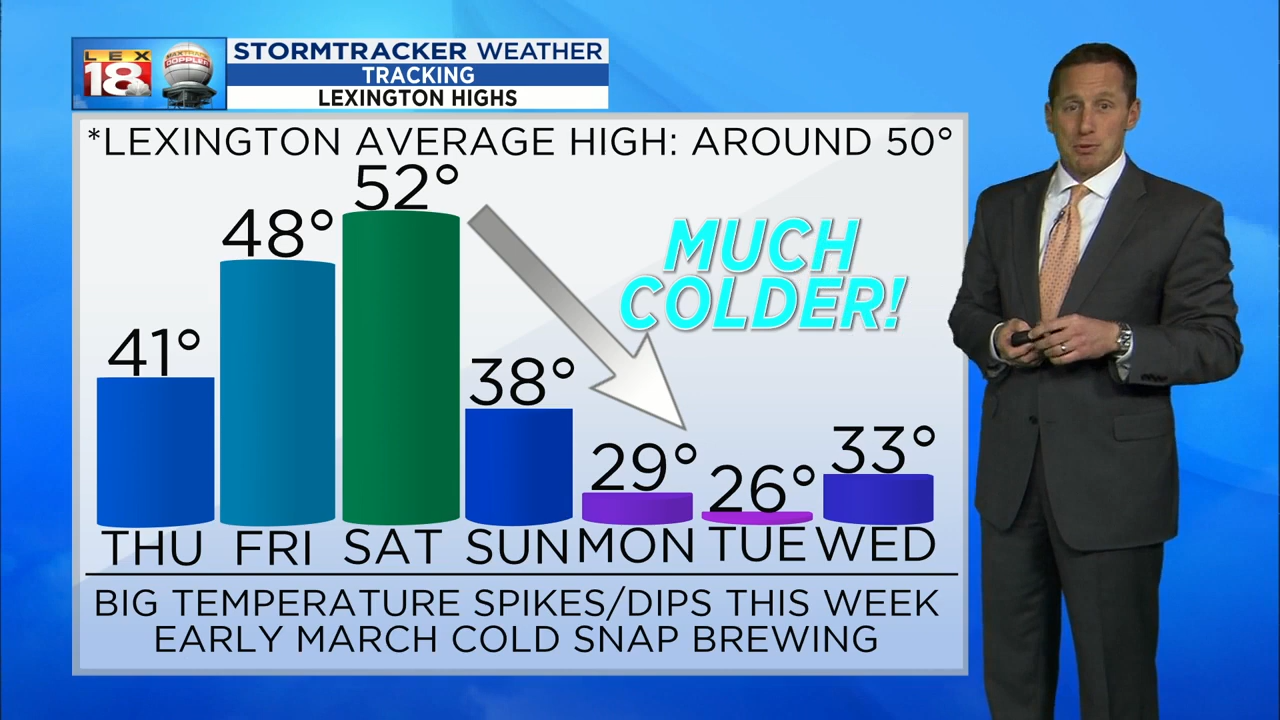 LEX
18
MAXTRACK
DOPPLER
STORMTRACKER WEATHER
TRACKING
LEXINGTON HIGHS
*LEXINGTON AVERAGE HIGH: AROUND 50°
41° 48° 52° 38° 29° 26° 33°
MUCH
COLDER!
THU FRI SAT SUN MON TUE WED
BIG TEMPERATURE SPIKES/DIPS THIS WEEK
EARLY MARCH COLD SNAP BREWING